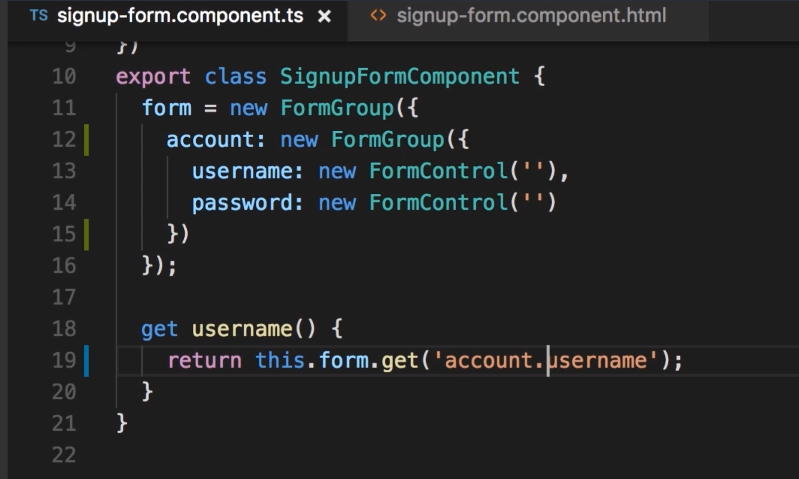 TS signup-form.component.ts × <> signup-form.component.html
9 })
10 export class SignupFormComponent {
11   form = new FormGroup({
12     account: new FormGroup({
13       username: new FormControl(''),
14       password: new FormControl('')
15     })
16   });
17
18   get username() {
19     return this.form.get('account.username');
20   }
21 }
22